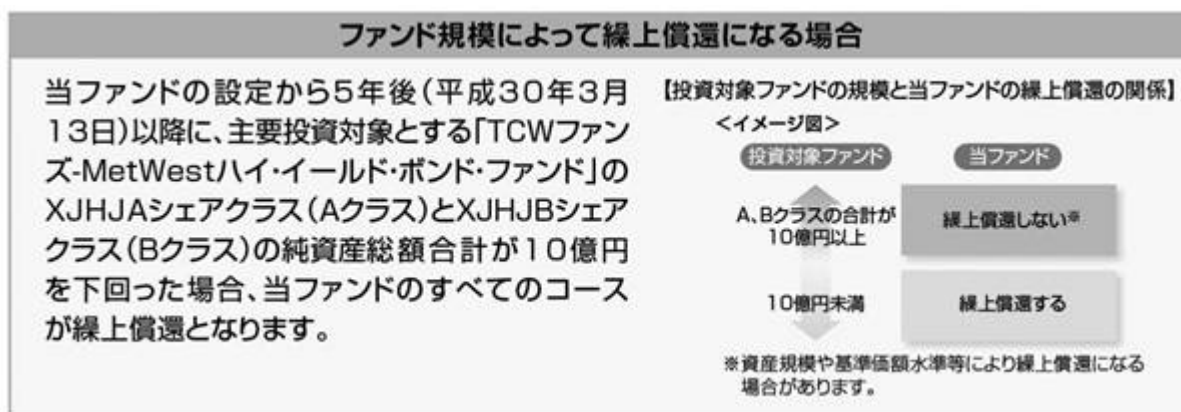 ファンド規模によって繰上償還になる場合
当ファンドの設定から5年後(平成30年3月
13日)以降に、主要投資対象とする「TCWファン
ズ-MetWestハイ・イールド・ボンド・ファンド」の
XJHJAシェアクラス(Aクラス)とXJHJBシェア
クラス(Bクラス)の純資産総額合計が10億円
を下回った場合、当ファンドのすべてのコース
が繰上償還となります。
【投資対象ファンドの規模と当ファンドの繰上償還の関係】
<イメージ図>
投資対象ファンド
当ファンド
A、Bクラスの合計が
10億円以上
繰上償還しない※
10億円未満
繰上償還する
※資産規模や基準価額水準等により繰上償還になる
場合があります。